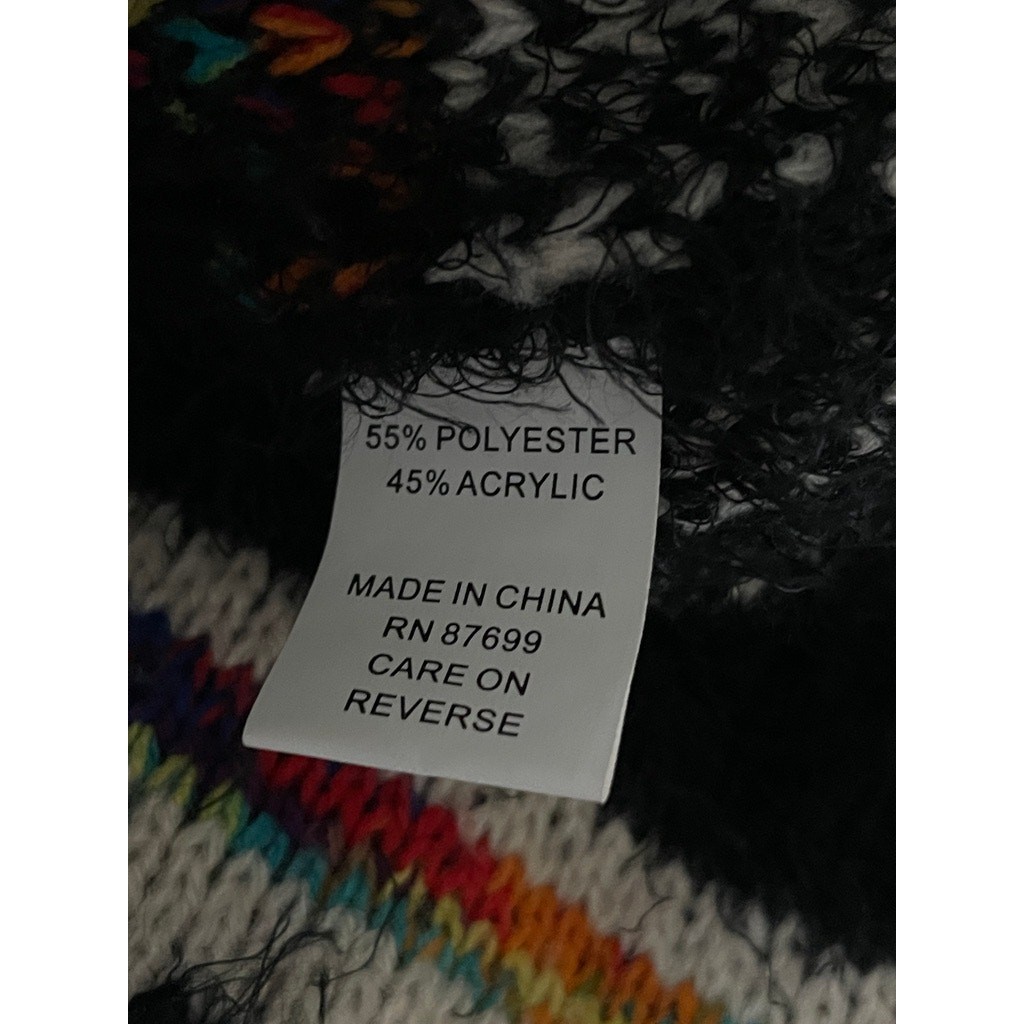 55% POLYESTER
45% ACRYLIC
MADE IN CHINA
RN 87699
CARE ON
REVERSE